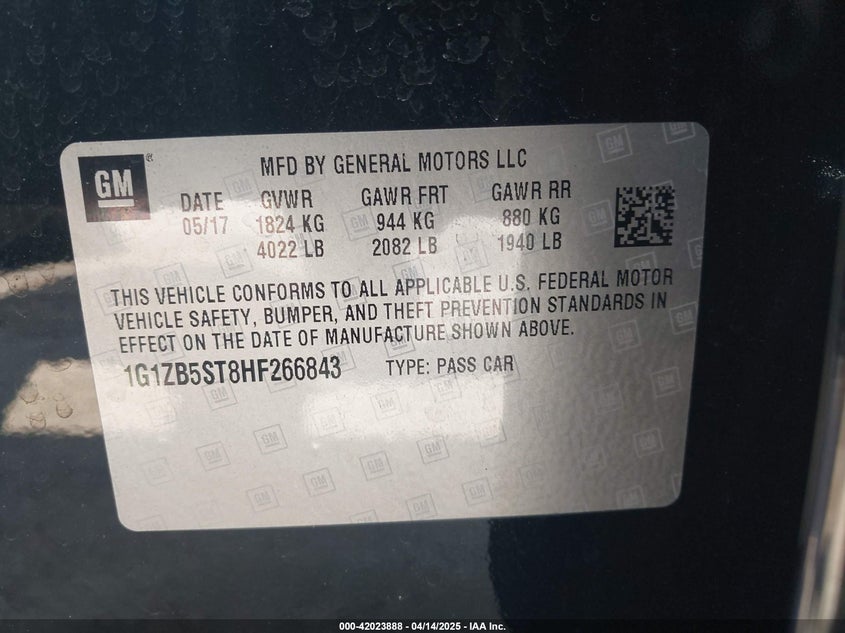 GM ®
MFD BY GENERAL MOTORS LLC
DATE GVWR GAWR FRT GAWR RR
05/17 1824 KG 944 KG 880 KG
4022 LB 2082 LB 1940 LB
THIS VEHICLE CONFORMS TO ALL APPLICABLE U.S. FEDERAL MOTOR
VEHICLE SAFETY, BUMPER, AND THEFT PREVENTION STANDARDS IN
EFFECT ON THE DATE OF MANUFACTURE SHOWN ABOVE.
1G1ZB5ST8HF266843 TYPE: PASS CAR
000-42023888 - 04/14/2025 - IAA Inc.